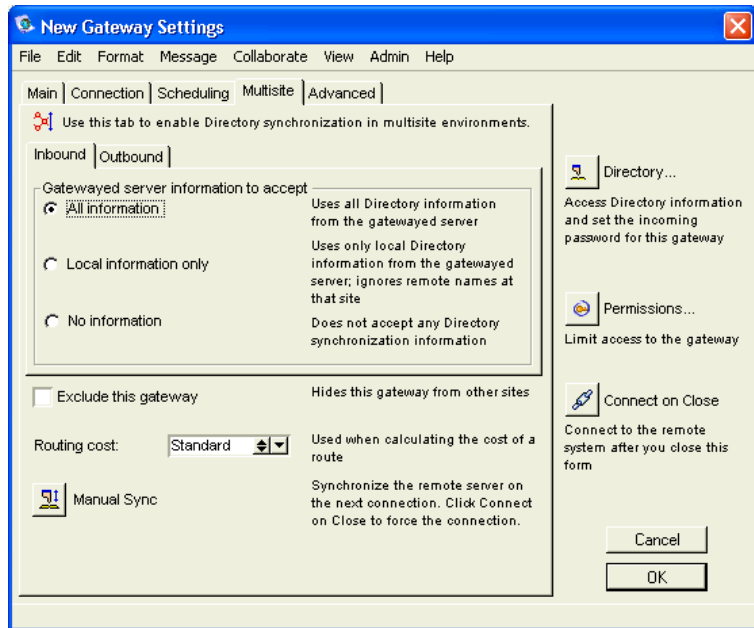 New Gateway Settings
File Edit Format Message Collaborate View Admin Help
Main Connection Scheduling Multisite Advanced
Use this tab to enable Directory synchronization in multisite environments.
Inbound Outbound
Gatewayed server information to accept
All information
Uses all Directory information
from the gatewayed server
Local information only
Uses only local Directory
information from the gatewayed
server; ignores remote names at
that site
No information
Does not accept any Directory
synchronization information
Exclude this gateway
Hides this gateway from other sites
Routing cost:
Standard
Used when calculating the cost of a
route
Manual Sync
Synchronize the remote server on
the next connection. Click Connect
on Close to force the connection.
Directory...
Access Directory information
and set the incoming
password for this gateway
Permissions...
Limit access to the gateway
Connect on Close
Connect to the remote
system after you close this
form
Cancel
OK